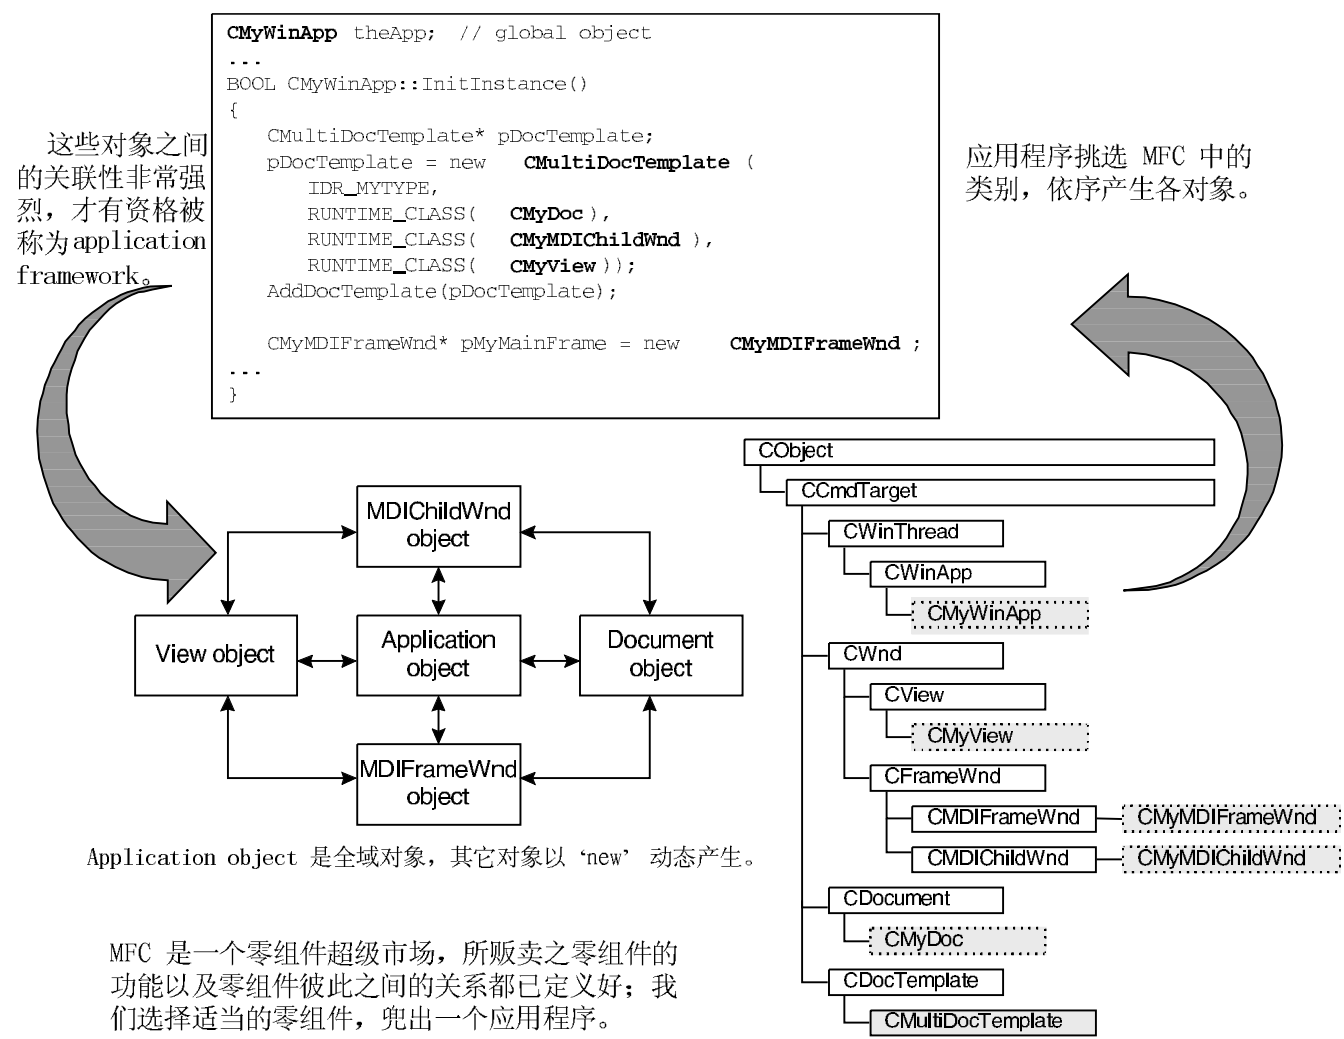 CMyWinApp theApp; // global object
...
BOOL CMyWinApp::InitInstance()
{
CMultiDocTemplate* pDocTemplate;
pDocTemplate = new CMultiDocTemplate (
IDR_MYTYPE,
RUNTIME_CLASS( CMyDoc ),
RUNTIME_CLASS( CMyMDIChildWnd ),
RUNTIME_CLASS( CMyView ));
AddDocTemplate(pDocTemplate);
CMyMDIFrameWnd* pMyMainFrame = new CMyMDIFrameWnd ;
...
}
这些对象之间
的关联性非常强
烈，才有资格被
称为application
framework。
应用程序挑选 MFC 中的
类别，依序产生各对象。
MDIChildWnd
object
View object
Application
object
Document
object
MDIFrameWnd
object
Application object 是全域对象，其它对象以 ‘new’ 动态产生。
MFC 是一个零组件超级市场，所贩卖之零组件的
功能以及零组件彼此之间的关系都已定义好；我
们选择适当的零组件，兜出一个应用程序。
CObject
CCmdTarget
CWinThread
CWinApp
CMyWinApp
CWnd
CView
CMyView
CFrameWnd
CMDIFrameWnd
CMyMDIFrameWnd
CMDIChildWnd
CMyMDIChildWnd
CDocument
CMyDoc
CDocTemplate
CMultiDocTemplate